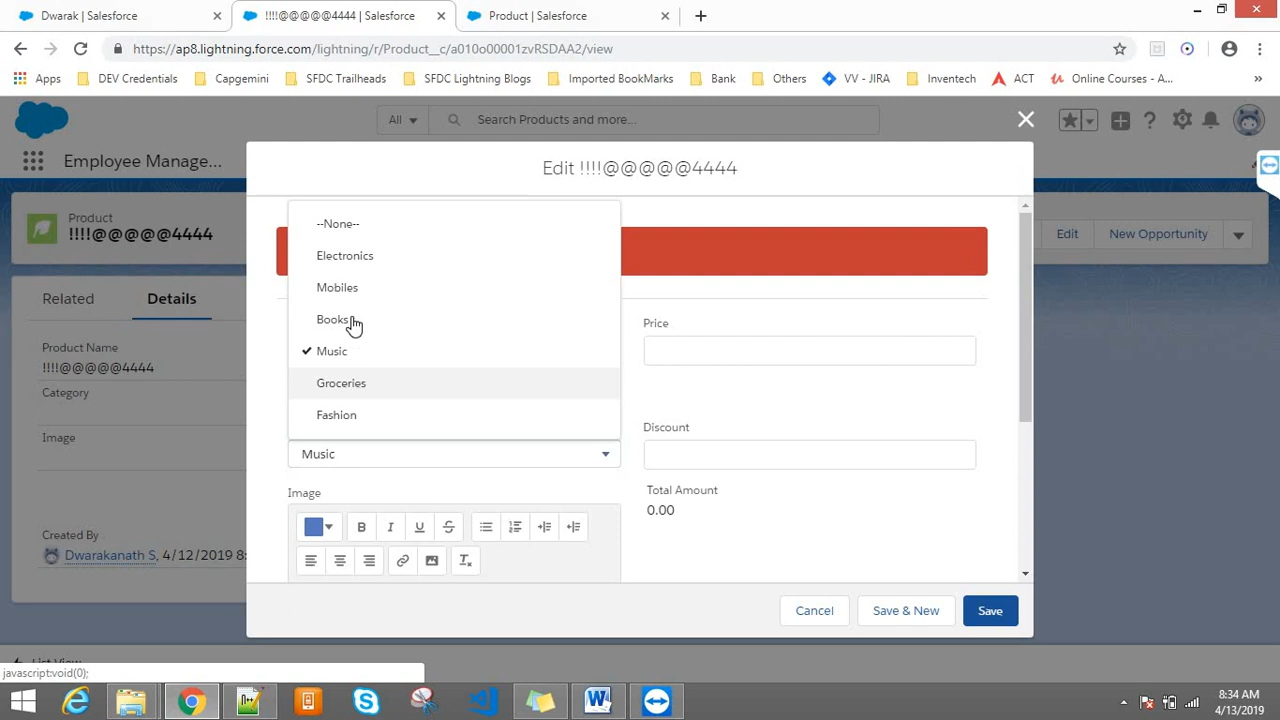 Dwarak | Salesforce
!!!!@@@@@4444 | Salesforce
Product | Salesforce
https://ap8.lightning.force.com/lightning/r/Product__c/a010o00001zvRSDAA2/view
Apps
DEV Credentials
Capgemini
SFDC Trailheads
SFDC Lightning Blogs
Imported BookMarks
Bank
Others
VV - JIRA
Inventech
ACT
Online Courses - A...
All
Search Products and more...
Employee Manage...
Edit !!!!@@@@@4444
Product
!!!!@@@@@4444
Edit
New Opportunity
Related
Details
Product Name
!!!!@@@@@4444
Category
Image
Created By
Dwarakanath S, 4/12/2019 8:
--None--
Electronics
Mobiles
Books
Music
Groceries
Fashion
Music
Price
Discount
Total Amount
0.00
Image
B I U S
Cancel
Save & New
Save
javascript:void(0);
8:34 AM
4/13/2019